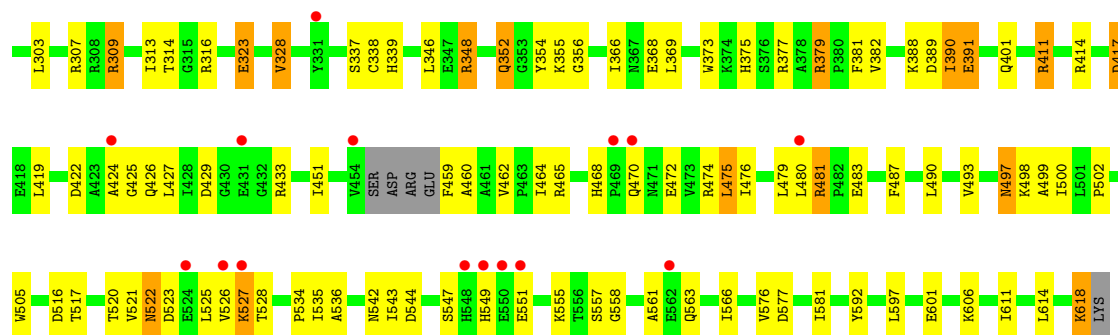 L303 R307 R308 R309 I313 T314 G315 R316 E323 V328 Y331 S337 C338 H339 L346 E347 R348 Q352 G353 Y354 K355 G356 I366 N367 E368 L369 W373 K374 H375 S376 R377 A378 R379 P380 F381 V382 K388 D389 I390 E391 Q401 R411 R414 D417
E418 L419 D422 A423 A424 G425 Q426 L427 I428 D429 G430 E431 G432 R433 I451 V454 SER ASP ARG GLU F459 A460 A461 V462 P463 I464 R465 H468 P469 Q470 N471 E472 V473 R474 L475 I476 L479 L480 R481 P482 E483 F487 L490 V493 N497 K498 A499 I500 L501 P502
W505 D516 T517 T520 V521 N522 D523 E524 L525 V526 K527 T528 P534 I535 A536 N542 I543 D544 S547 H548 H549 E550 E551 K555 T556 S557 G558 A561 E562 Q563 I566 V576 D577 I581 Y592 L597 E601 K606 I611 L614 K618 LYS